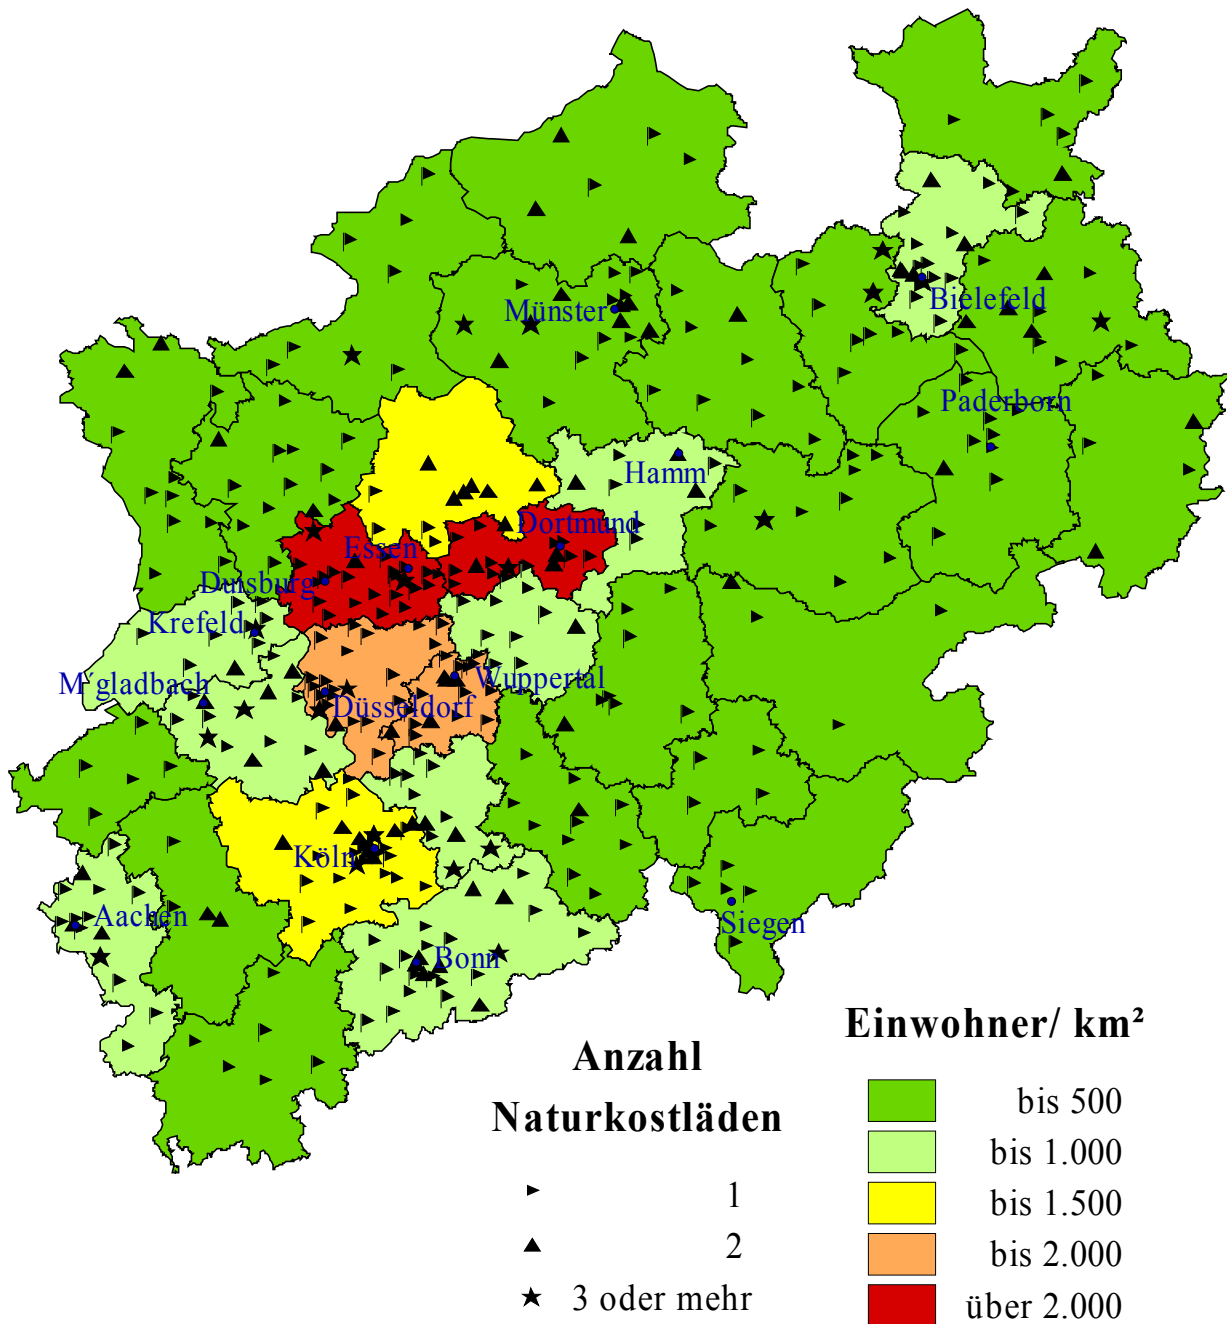 Münster
Bielefeld
Paderborn
Hamm
Dortmund
Essen
Duisburg
Krefeld
M´gladbach
Wuppertal
Düsseldorf
Köln
Aachen
Siegen
Bonn
Anzahl
Naturkostläden
1
2
3 oder mehr
Einwohner/ km²
bis 500
bis 1.000
bis 1.500
bis 2.000
über 2.000